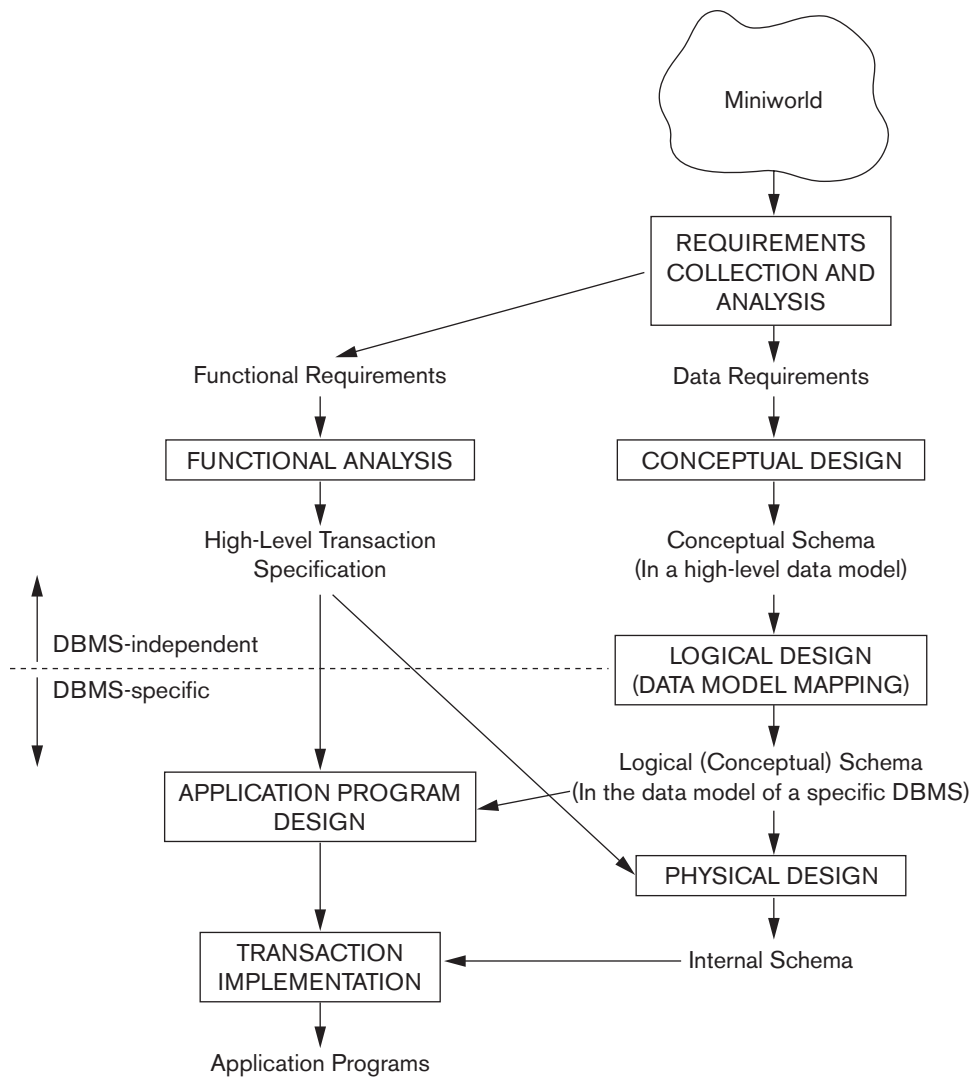 Miniworld
REQUIREMENTS
COLLECTION AND
ANALYSIS
Functional Requirements
Data Requirements
FUNCTIONAL ANALYSIS
CONCEPTUAL DESIGN
High-Level Transaction
Specification
Conceptual Schema
(In a high-level data model)
DBMS-independent
DBMS-specific
LOGICAL DESIGN
(DATA MODEL MAPPING)
Logical (Conceptual) Schema
(In the data model of a specific DBMS)
APPLICATION PROGRAM
DESIGN
PHYSICAL DESIGN
TRANSACTION
IMPLEMENTATION
Internal Schema
Application Programs